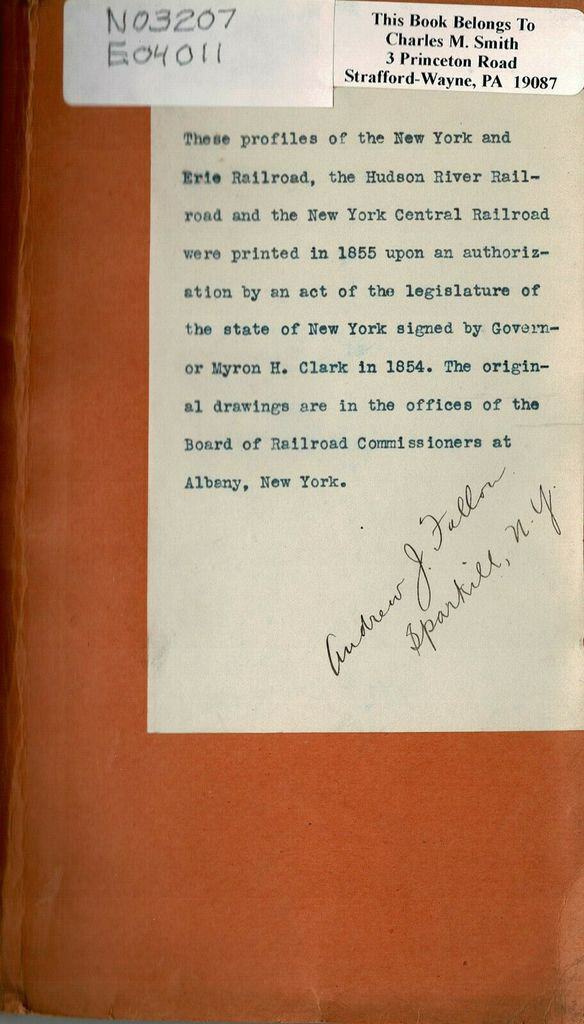 N03207
E04011
This Book Belongs To
Charles M. Smith
3 Princeton Road
Strafford-Wayne, PA 19087
These profiles of the New York and
Erie Railroad, the Hudson River Rail-
road and the New York Central Railroad
were printed in 1855 upon an authoriz-
ation by an act of the legislature of
the state of New York signed by Govern-
or Myron H. Clark in 1854. The origin-
al drawings are in the offices of the
Board of Railroad Commissioners at
Albany, New York.
Andrew J. Fallon
Sparkill, N.Y.